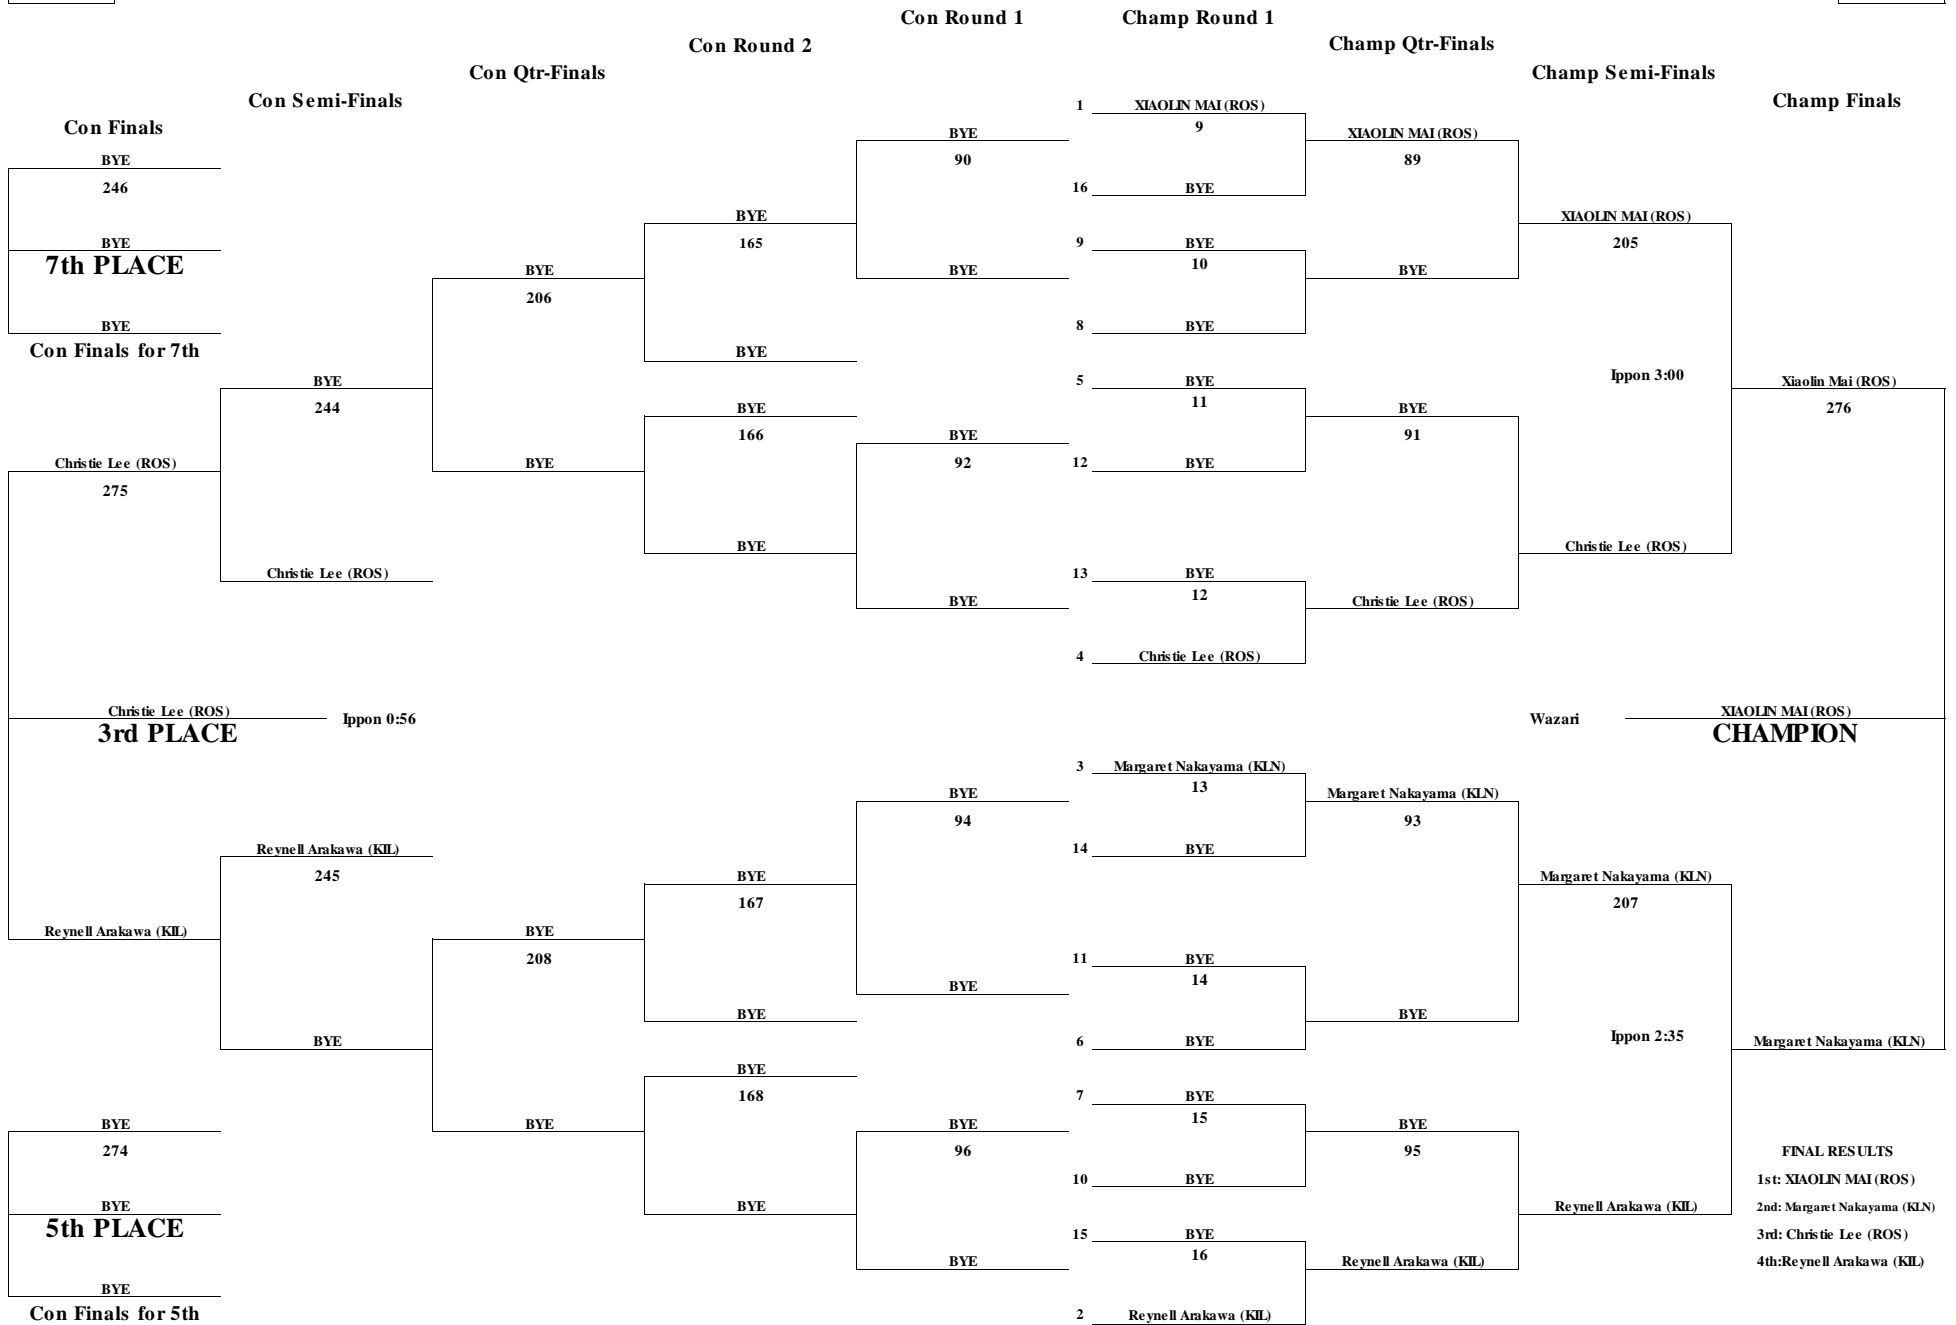 Con Round 1
Champ Round 1
Con Round 2
Champ Qtr-Finals
Con Qtr-Finals
Champ Semi-Finals
Con Semi-Finals
Champ Finals
Con Finals
BYE
246
BYE
7th PLACE
BYE
Con Finals for 7th
Christie Lee (ROS)
275
Christie Lee (ROS)
3rd PLACE
Ippon 0:56
Reynell Arakawa (KIL)
BYE
274
BYE
5th PLACE
BYE
Con Finals for 5th
BYE
244
Christie Lee (ROS)
Reynell Arakawa (KIL)
245
BYE
BYE
206
BYE
BYE
208
BYE
BYE
165
BYE
BYE
166
BYE
BYE
167
BYE
BYE
168
BYE
BYE
90
BYE
BYE
92
BYE
BYE
94
BYE
BYE
96
BYE
1 XIAOLIN MAI (ROS)
9
16 BYE
9 BYE
10
8 BYE
5 BYE
11
12 BYE
13 BYE
12
4 Christie Lee (ROS)
3 Margaret Nakayama (KLN)
13
14 BYE
11 BYE
14
6 BYE
7 BYE
15
10 BYE
15 BYE
16
2 Reynell Arakawa (KIL)
XIAOLIN MAI (ROS)
89
BYE
BYE
91
Christie Lee (ROS)
Margaret Nakayama (KLN)
93
BYE
BYE
95
Reynell Arakawa (KIL)
XIAOLIN MAI (ROS)
205
Ippon 3:00
Christie Lee (ROS)
Margaret Nakayama (KLN)
207
Ippon 2:35
Reynell Arakawa (KIL)
Xiaolin Mai (ROS)
276
Wazari
XIAOLIN MAI (ROS)
CHAMPION
Margaret Nakayama (KLN)
FINAL RESULTS
1st: XIAOLIN MAI (ROS)
2nd: Margaret Nakayama (KLN)
3rd: Christie Lee (ROS)
4th:Reynell Arakawa (KIL)